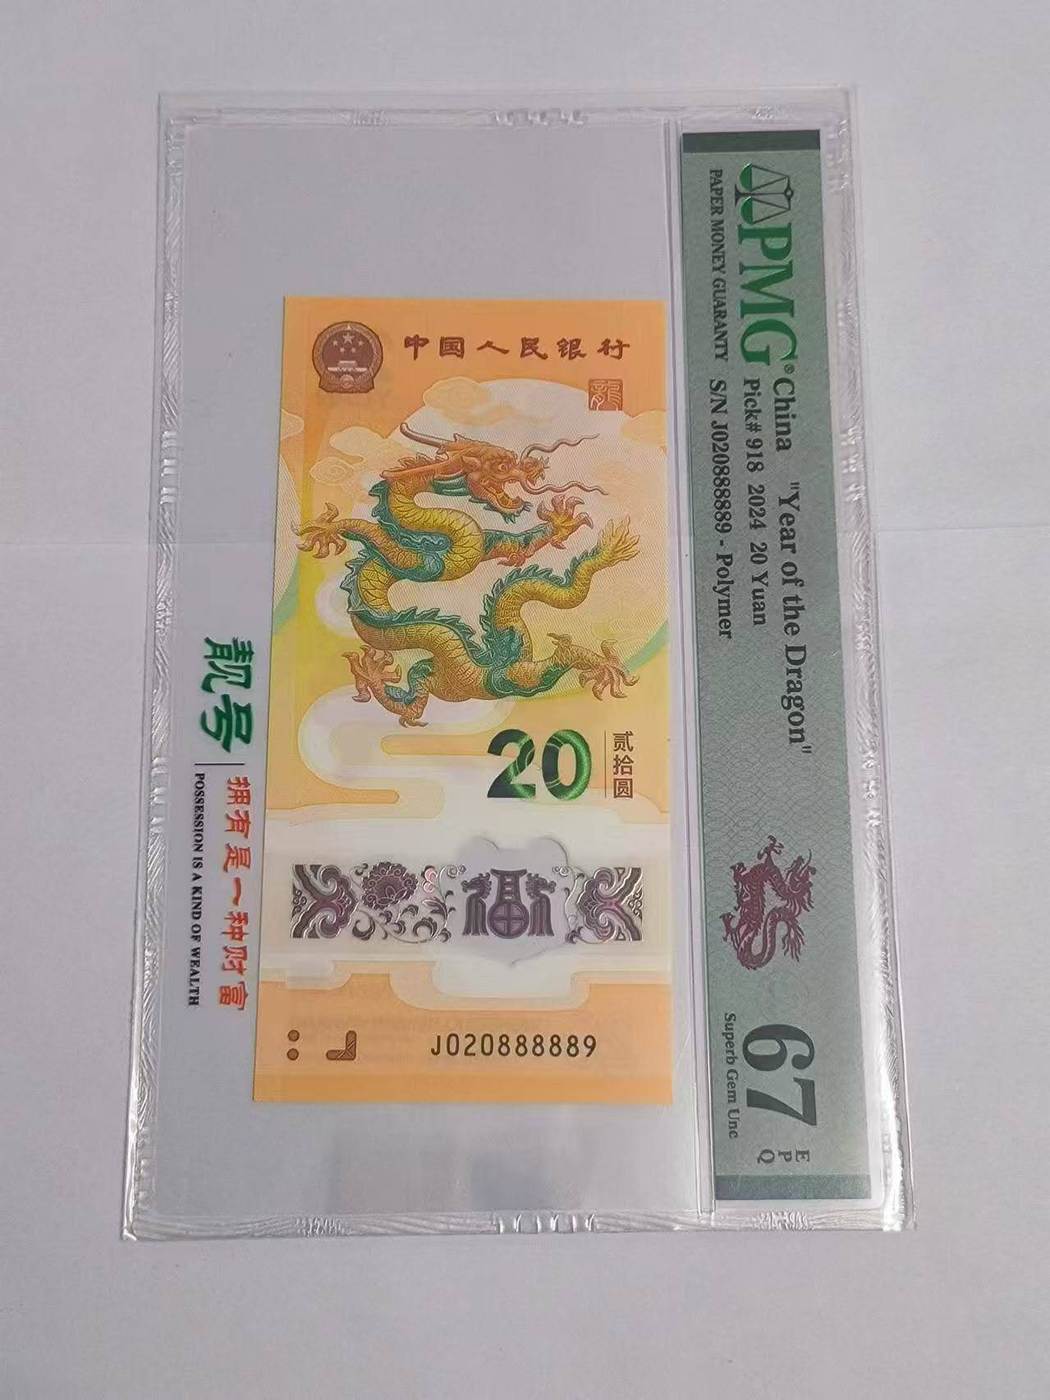 PMG®
PAPER MONEY GUARANTY
China "Year of the Dragon"
Pick# 918 2024 20 Yuan
S/N J020888889 - Polymer
67
EPQ
Superb Gem Unc
中国人民银行
龍
20
贰拾圆
福
J020888889
靓号
拥有是一种财富
POSSESSION IS A KIND OF WEALTH